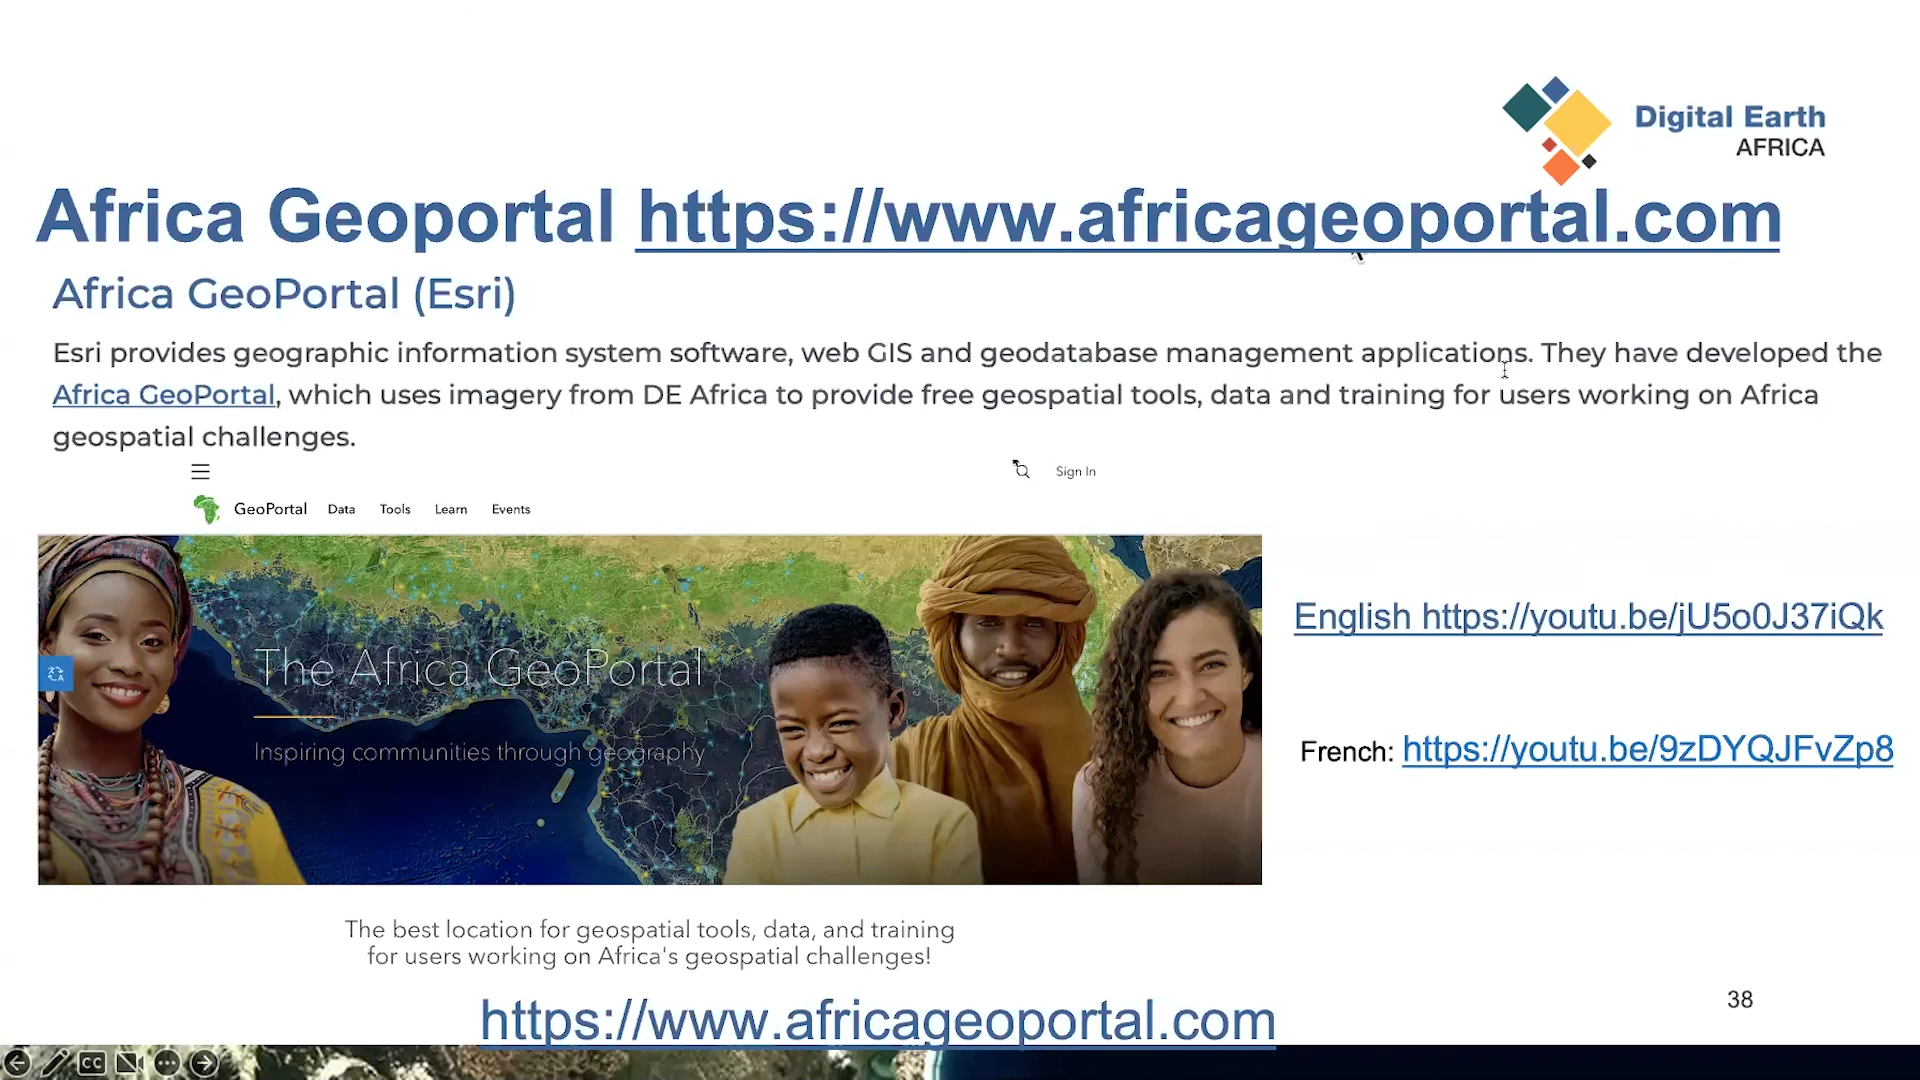 Digital Earth
AFRICA
Africa Geoportal https://www.africageoportal.com
Africa GeoPortal (Esri)
Esri provides geographic information system software, web GIS and geodatabase management applications. They have developed the
Africa GeoPortal, which uses imagery from DE Africa to provide free geospatial tools, data and training for users working on Africa
geospatial challenges.
Sign In
GeoPortal Data Tools Learn Events
The Africa GeoPortal
Inspiring communities through geography
English https://youtu.be/jU5o0J37iQk
French: https://youtu.be/9zDYQJFvZp8
The best location for geospatial tools, data, and training
for users working on Africa's geospatial challenges!
38
https://www.africageoportal.com
CC